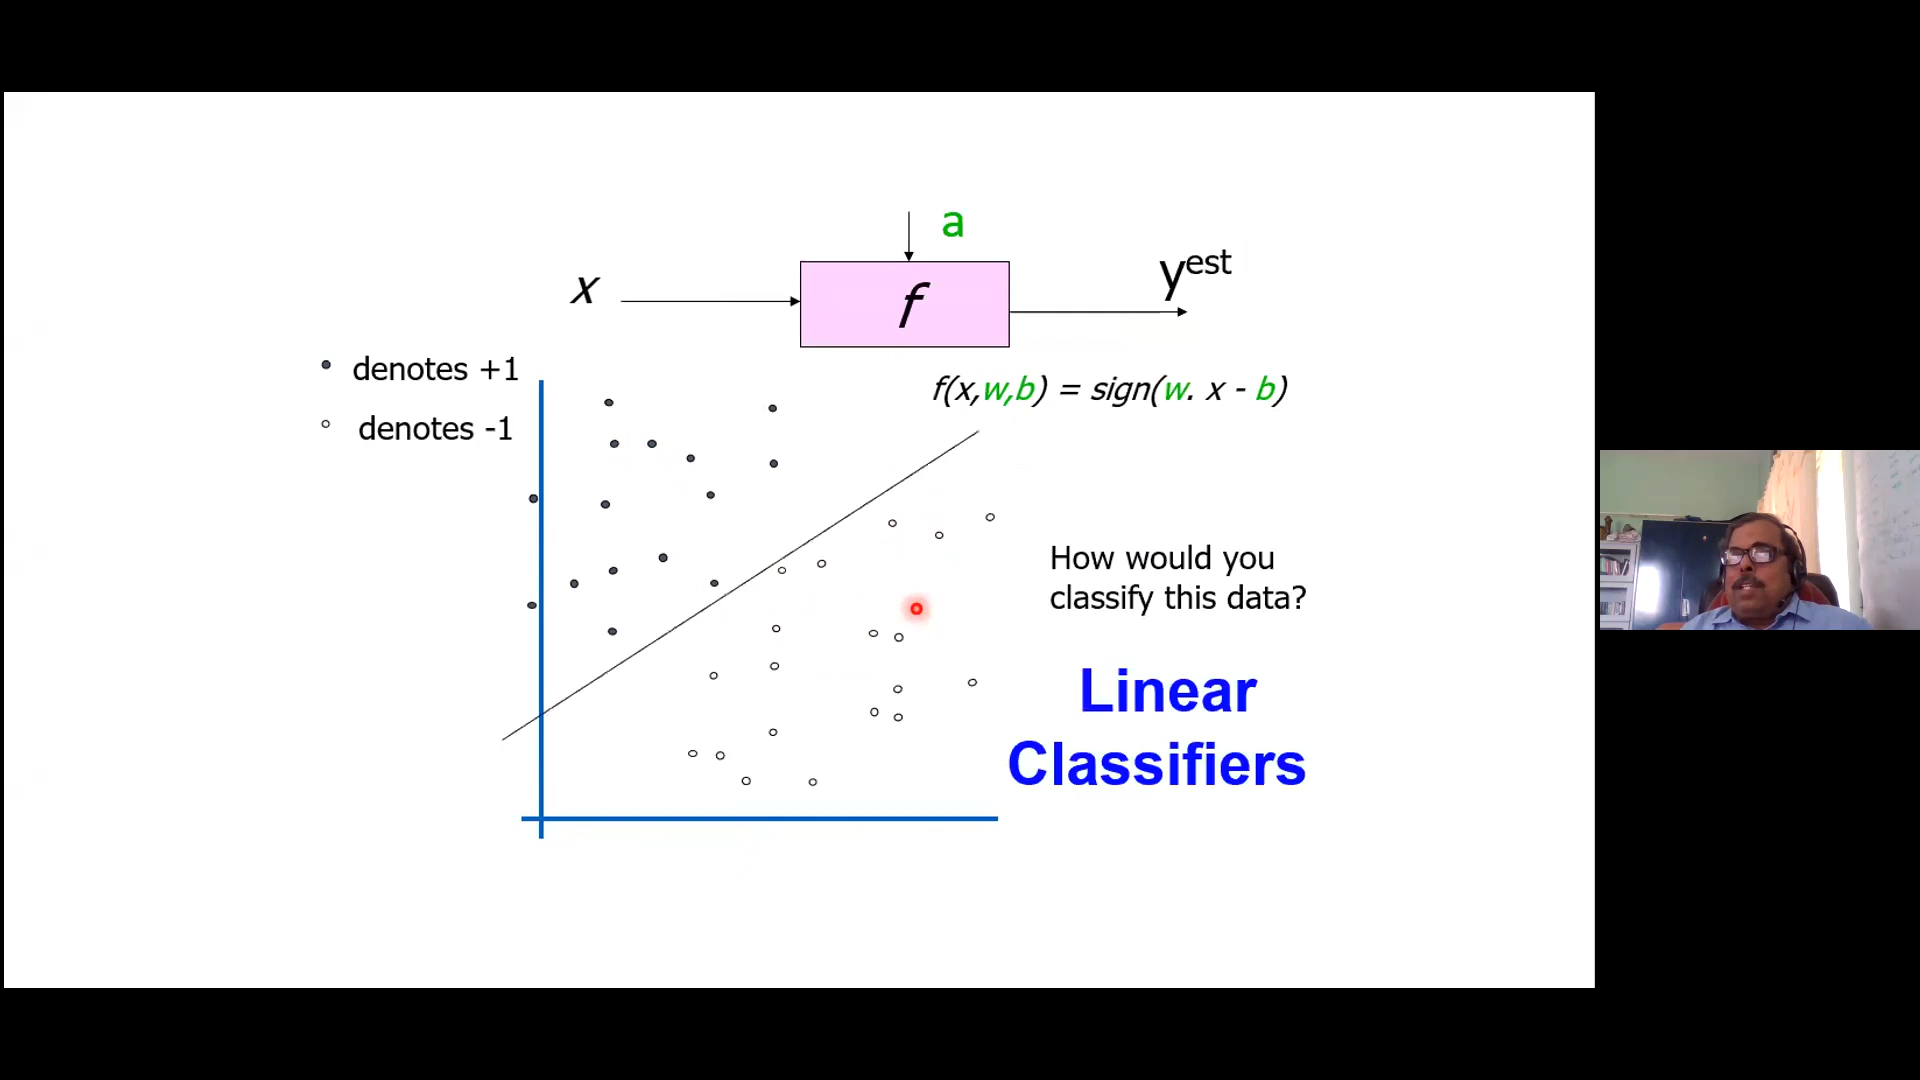 a
x
f
yest
denotes +1
denotes -1
f(x,w,b) = sign(w. x - b)
How would you
classify this data?
Linear
Classifiers